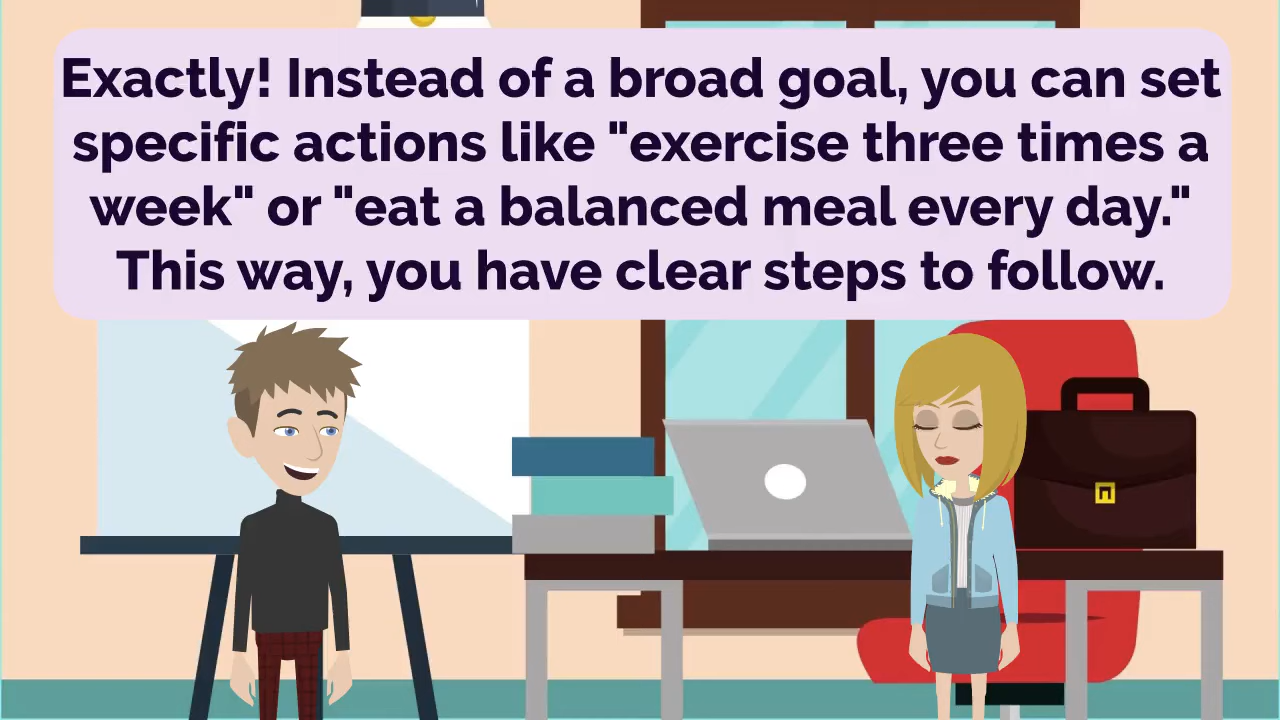 Exactly! Instead of a broad goal, you can set
specific actions like "exercise three times a
week" or "eat a balanced meal every day."
This way, you have clear steps to follow.